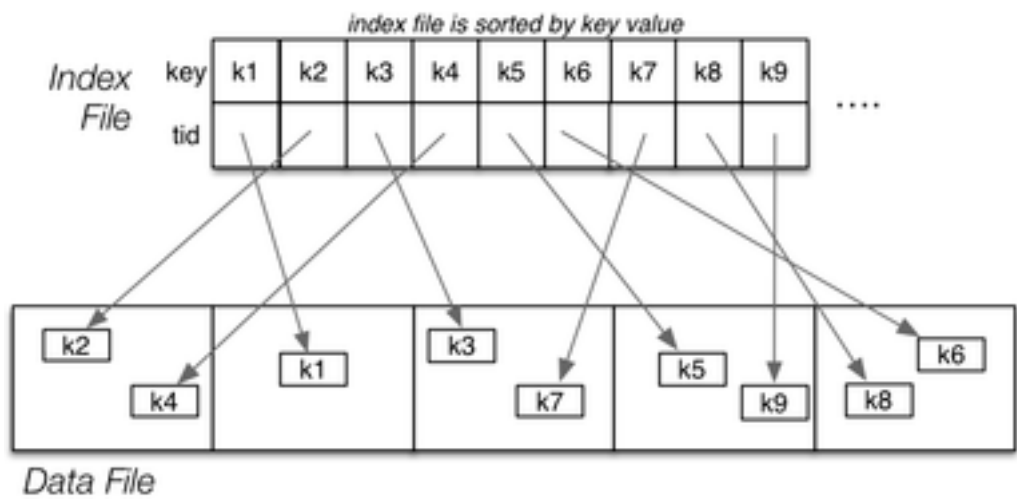 index file is sorted by key value
Index File
key k1 k2 k3 k4 k5 k6 k7 k8 k9 ....
tid
k2 k1 k3 k5 k6
k4 k7 k9 k8
Data File